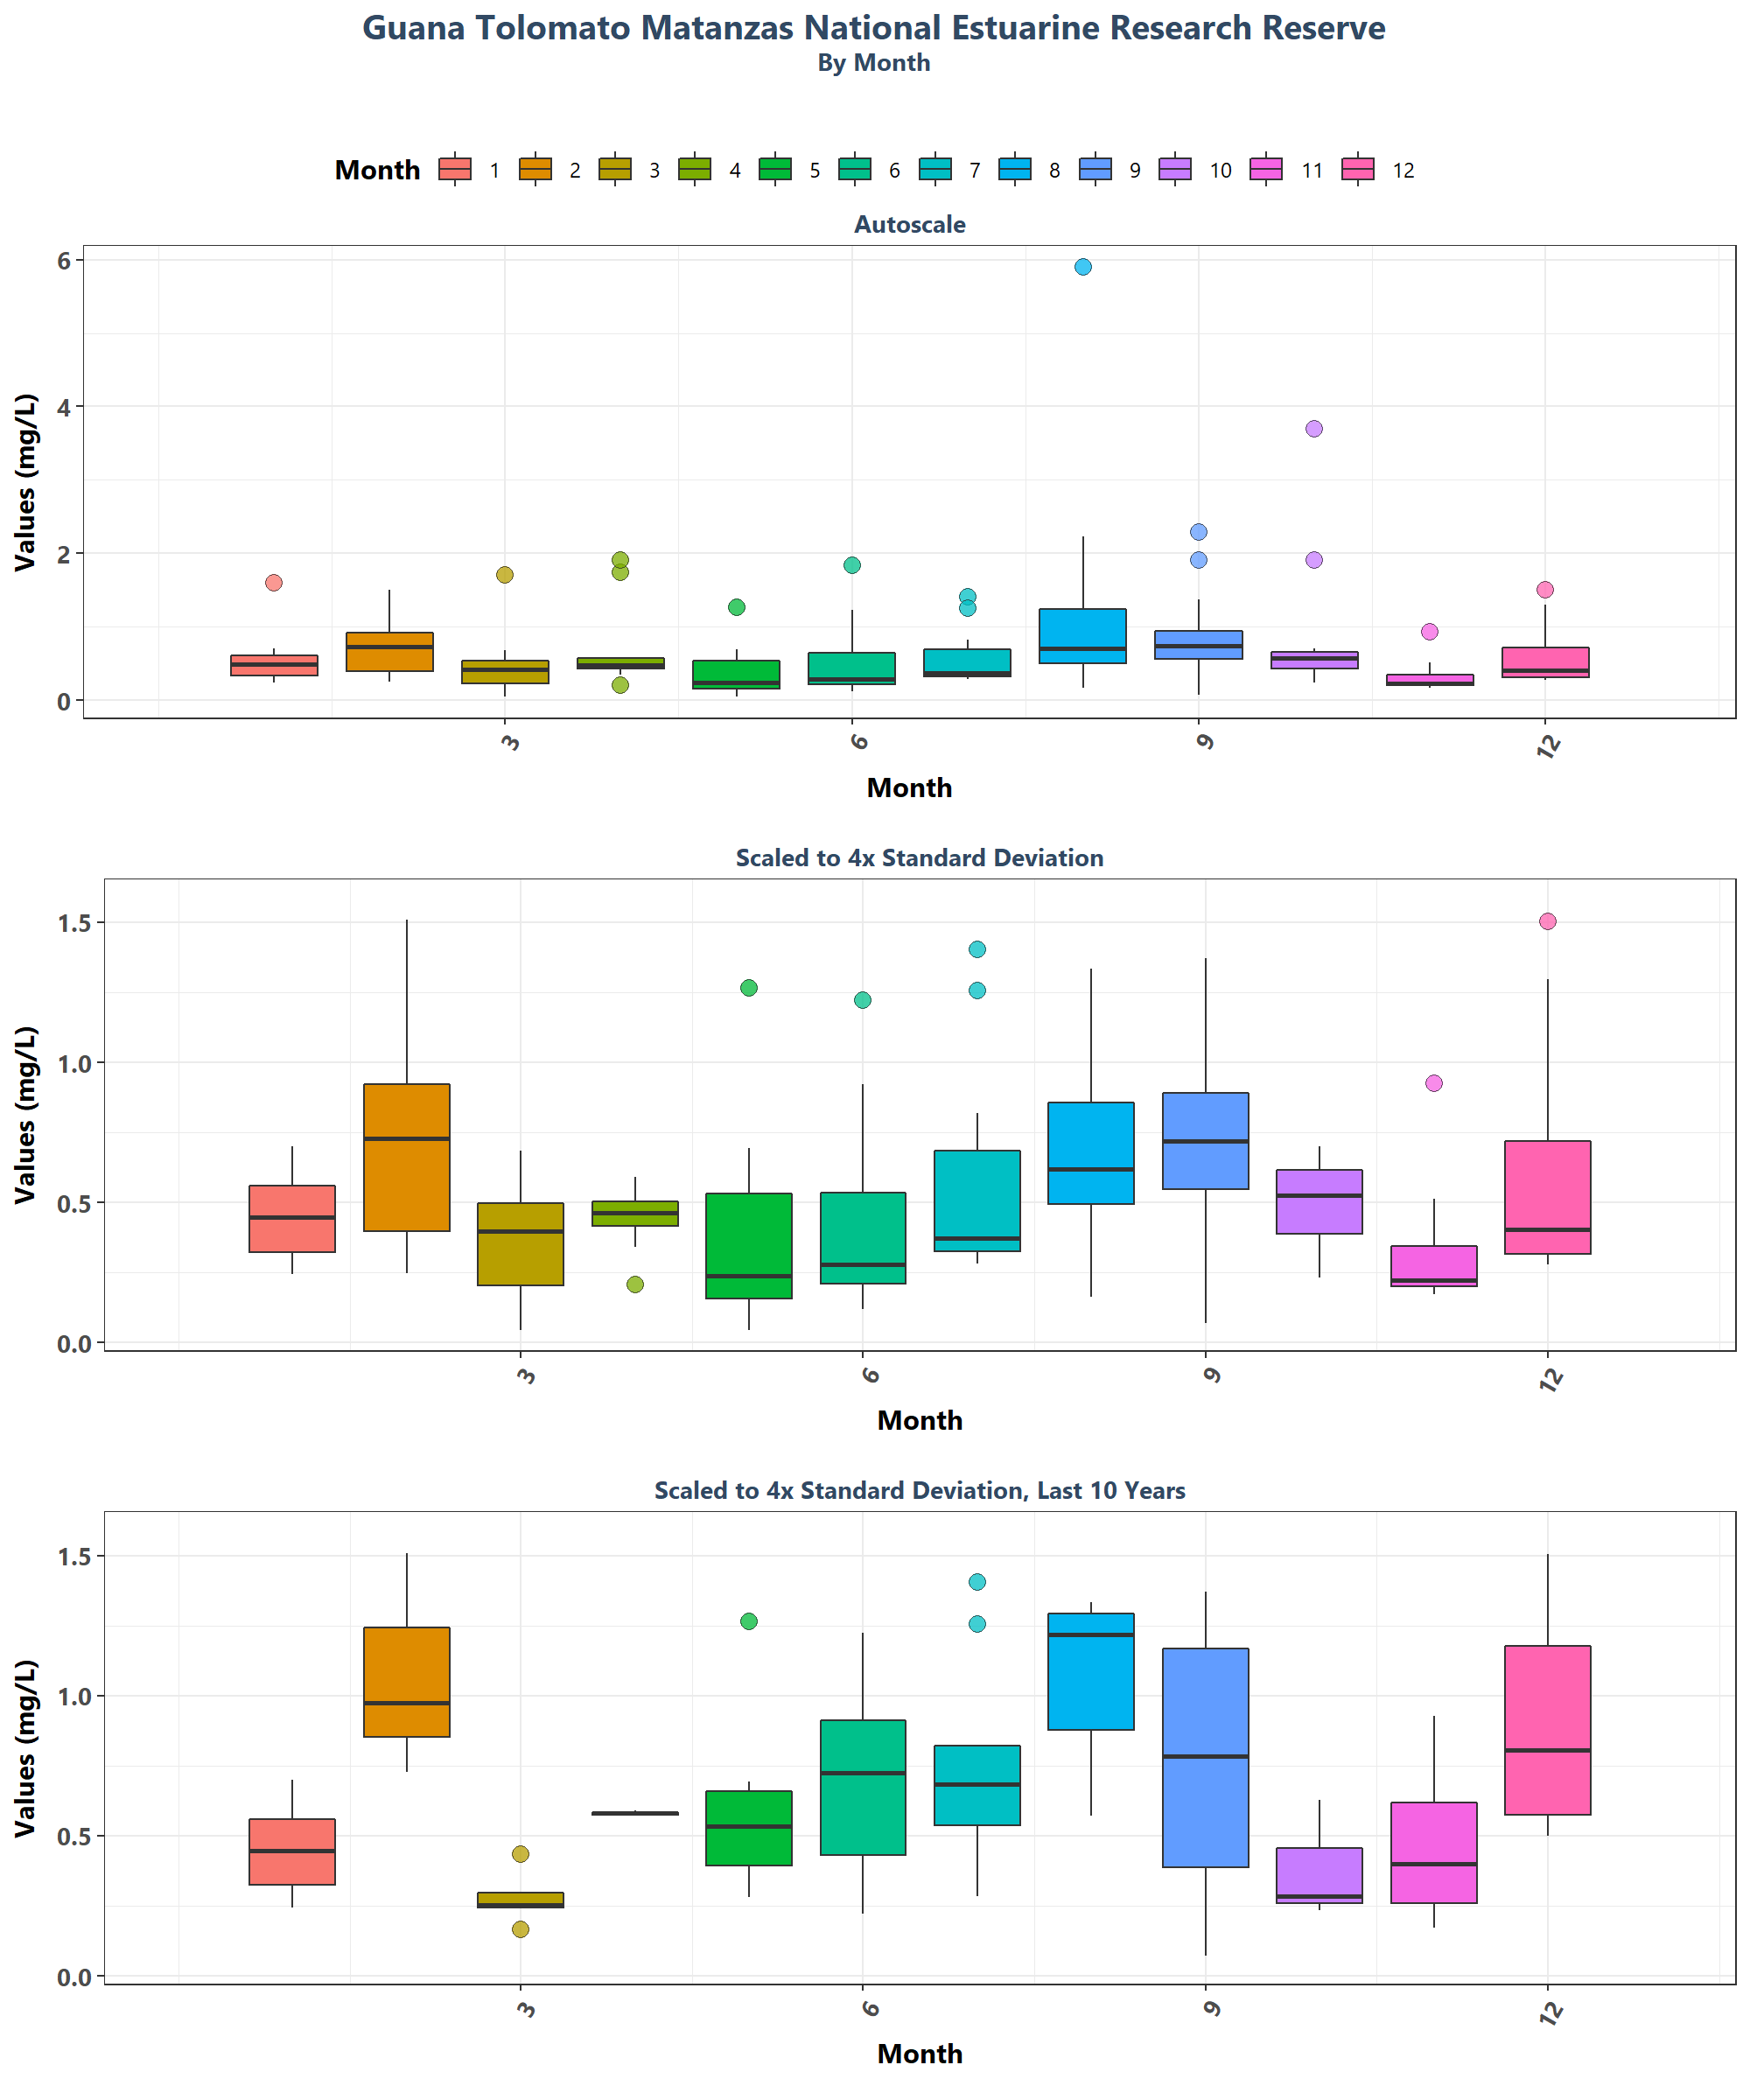 Guana Tolomato Matanzas National Estuarine Research Reserve
By Month
Month 1 2 3 4 5 6 7 8 9 10 11 12
Autoscale
Values (mg/L)
6
4
2
0
3 6 9 12
Month
Scaled to 4x Standard Deviation
Values (mg/L)
1.5
1.0
0.5
0.0
3 6 9 12
Month
Scaled to 4x Standard Deviation, Last 10 Years
Values (mg/L)
1.5
1.0
0.5
0.0
3 6 9 12
Month